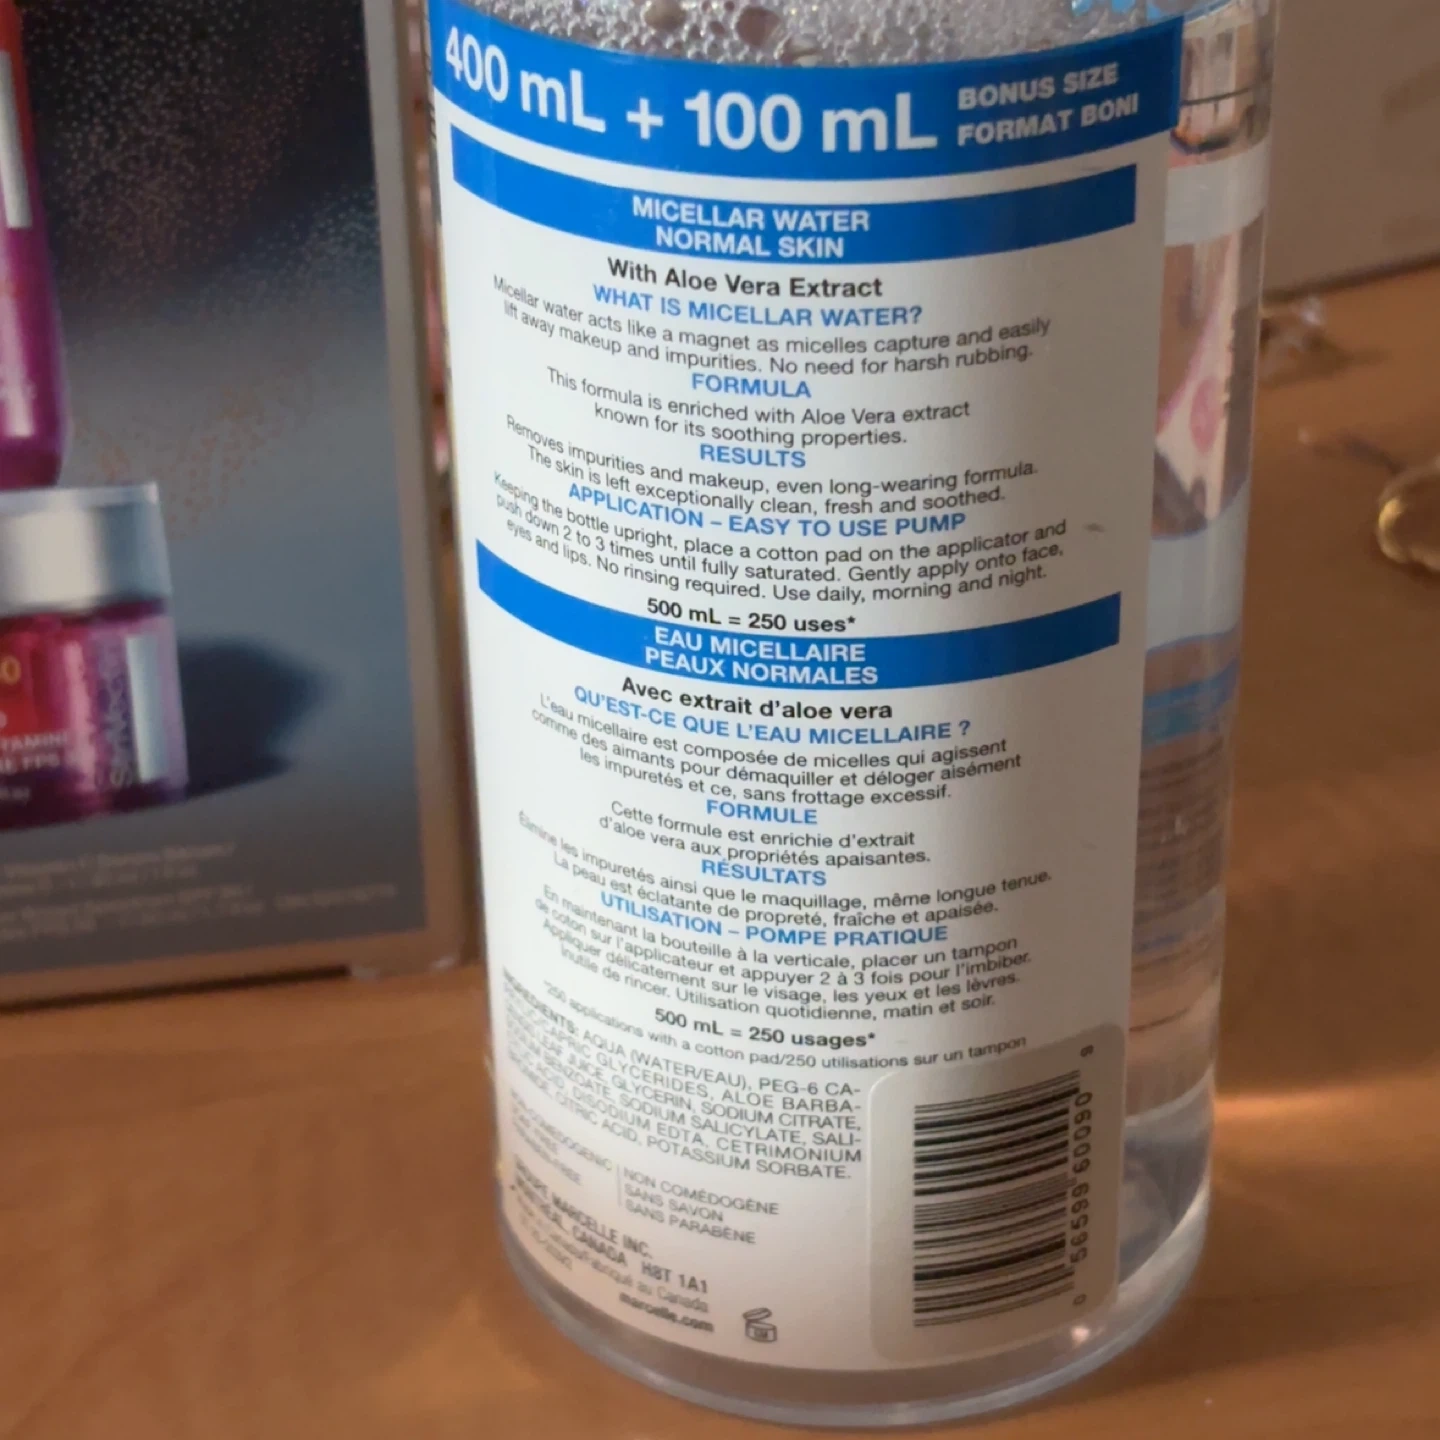 400 mL + 100 mL
BONUS SIZE
FORMAT BONI
MICELLAR WATER
NORMAL SKIN
With Aloe Vera Extract
WHAT IS MICELLAR WATER?
Micellar water acts like a magnet as micelles capture and easily
lift away makeup and impurities. No need for harsh rubbing.
FORMULA
This formula is enriched with Aloe Vera extract
known for its soothing properties.
RESULTS
Removes impurities and makeup, even long-wearing formula.
The skin is left exceptionally clean, fresh and soothed.
APPLICATION – EASY TO USE PUMP
Keeping the bottle upright, place a cotton pad on the applicator and
push down 2 to 3 times until fully saturated. Gently apply onto face,
eyes and lips. No rinsing required. Use daily, morning and night.
500 mL = 250 uses*
EAU MICELLAIRE
PEAUX NORMALES
Avec extrait d'aloe vera
QU'EST-CE QUE L'EAU MICELLAIRE ?
L'eau micellaire est composée de micelles qui agissent
comme des aimants pour démaquiller et déloger aisément
les impuretés et ce, sans frottage excessif.
FORMULE
Cette formule est enrichie d'extrait
d'aloe vera aux propriétés apaisantes.
RÉSULTATS
Élimine les impuretés ainsi que le maquillage, même longue tenue.
La peau est éclatante de propreté, fraîche et apaisée.
UTILISATION – POMPE PRATIQUE
En maintenant la bouteille à la verticale, placer un tampon
de coton sur l'applicateur et appuyer 2 à 3 fois pour l'imbiber.
Appliquer délicatement sur le visage, les yeux et les lèvres.
Inutile de rincer. Utilisation quotidienne, matin et soir.
500 mL = 250 usages*
*250 applications with a cotton pad/250 utilisations sur un tampon
INGREDIENTS: AQUA (WATER/EAU), PEG-6 CA-
GLYCERIDES, ALOE BARBA-
LEAF JUICE, GLYCERIN, SODIUM CITRATE,
BENZOATE, SODIUM SALICYLATE, SALI-
ACID, DISODIUM EDTA, CETRIMONIUM
CITRIC ACID, POTASSIUM SORBATE.
NON-COMEDOGENIC
NON COMÉDOGÈNE
SANS SAVON
SANS PARABÈNE
MARCELLE INC.
CANADA H8T 1A1
au Canada
marcelle.com
0 56599 60090 9